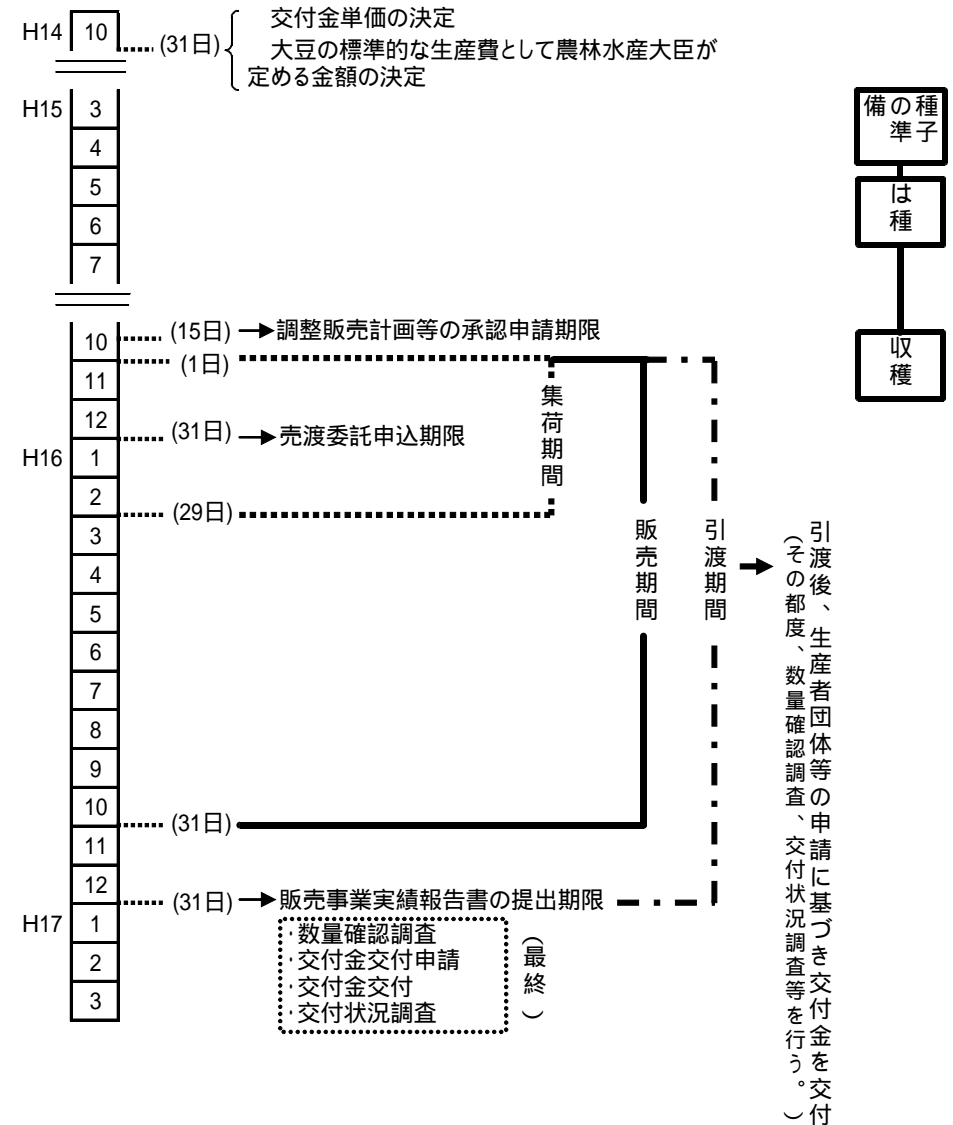 H14 10 (31日) 交付金単価の決定
大豆の標準的な生産費として農林水産大臣が
定める金額の決定
H15 3
4
5
6
7
種子
の準
備
は種
収穫
10 (15日) 調整販売計画等の承認申請期限
(1日)
11
12 (31日) 売渡委託申込期限
H16 1
2 (29日)
集荷期間
3
4
5
6
7
8
9
10 (31日)
販売期間
引渡期間
引渡後、生産者団体等の申請に基づき交付金を交付
(その都度、数量確認調査、交付状況調査等を行う。)
11
12 (31日) 販売事業実績報告書の提出期限
H17 1
2
3
・数量確認調査
・交付金交付申請
・交付金交付
・交付状況調査
(最終)